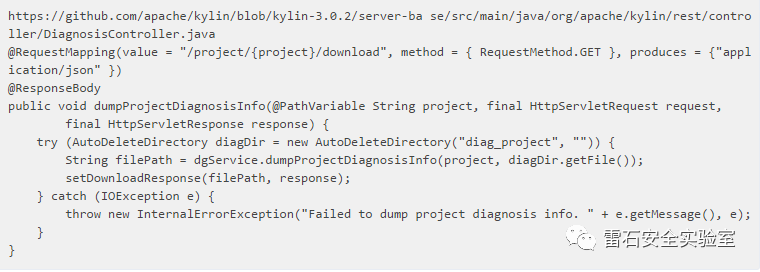 https://github.com/apache/kylin/blob/kylin-3.0.2/server-ba se/src/main/java/org/apache/kylin/rest/contro
ller/DiagnosisController.java
@RequestMapping(value = "/project/{project}/download", method = { RequestMethod.GET }, produces = {"appl
ication/json" })
@ResponseBody
public void dumpProjectDiagnosisInfo(@PathVariable String project, final HttpServletRequest request,
        final HttpServletResponse response) {
    try (AutoDeleteDirectory diagDir = new AutoDeleteDirectory("diag_project", "")) {
        String filePath = dgService.dumpProjectDiagnosisInfo(project, diagDir.getFile());
        setDownloadResponse(filePath, response);
    } catch (IOException e) {
        throw new InternalErrorException("Failed to dump project diagnosis info. " + e.getMessage(), e);
    }
}
雷石安全实验室